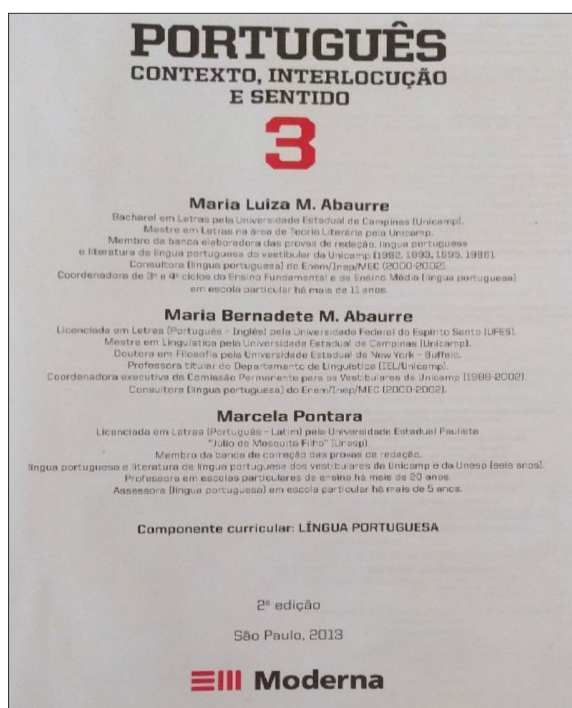 PORTUGUÊS
CONTEXTO, INTERLOCUÇÃO
E SENTIDO
3
Maria Luiza M. Abaurre
Bacharel em Letras pela Universidade Estadual de Campinas (Unicamp).
Mestre em Letras na área de Teoria Literária pela Unicamp.
Membro da banca elaboradora das provas de redação, língua portuguesa
e literatura de língua portuguesa do vestibular da Unicamp (1992, 1993, 1995, 1996).
Consultora (língua portuguesa) do Enem/Inep/MEC (2000-2002).
Coordenadora de 3º e 4º ciclos do Ensino Fundamental e de Ensino Médio (língua portuguesa)
em escola particular há mais de 11 anos.
Maria Bernadete M. Abaurre
Licenciada em Letras (Português – Inglês) pela Universidade Federal do Espírito Santo (UFES).
Mestre em Linguística pela Universidade Estadual de Campinas (Unicamp).
Doutora em Filosofia pela Universidade Estadual de New York – Buffalo.
Professora titular do Departamento de Linguística (IEL/Unicamp).
Coordenadora executiva da Comissão Permanente para os Vestibulares da Unicamp (1999-2002).
Consultora (língua portuguesa) do Enem/Inep/MEC (2000-2002).
Marcela Pontara
Licenciada em Letras (Português – Latim) pela Universidade Estadual Paulista
"Júlio de Mesquita Filho" (Unesp).
Membro da banca de correção das provas de redação,
língua portuguesa e literatura de língua portuguesa dos vestibulares da Unicamp e da Unesp (seis anos).
Professora em escolas particulares de ensino há mais de 20 anos.
Assessora (língua portuguesa) em escola particular há mais de 5 anos.
Componente curricular: LÍNGUA PORTUGUESA
2ª edição
São Paulo, 2013
Moderna